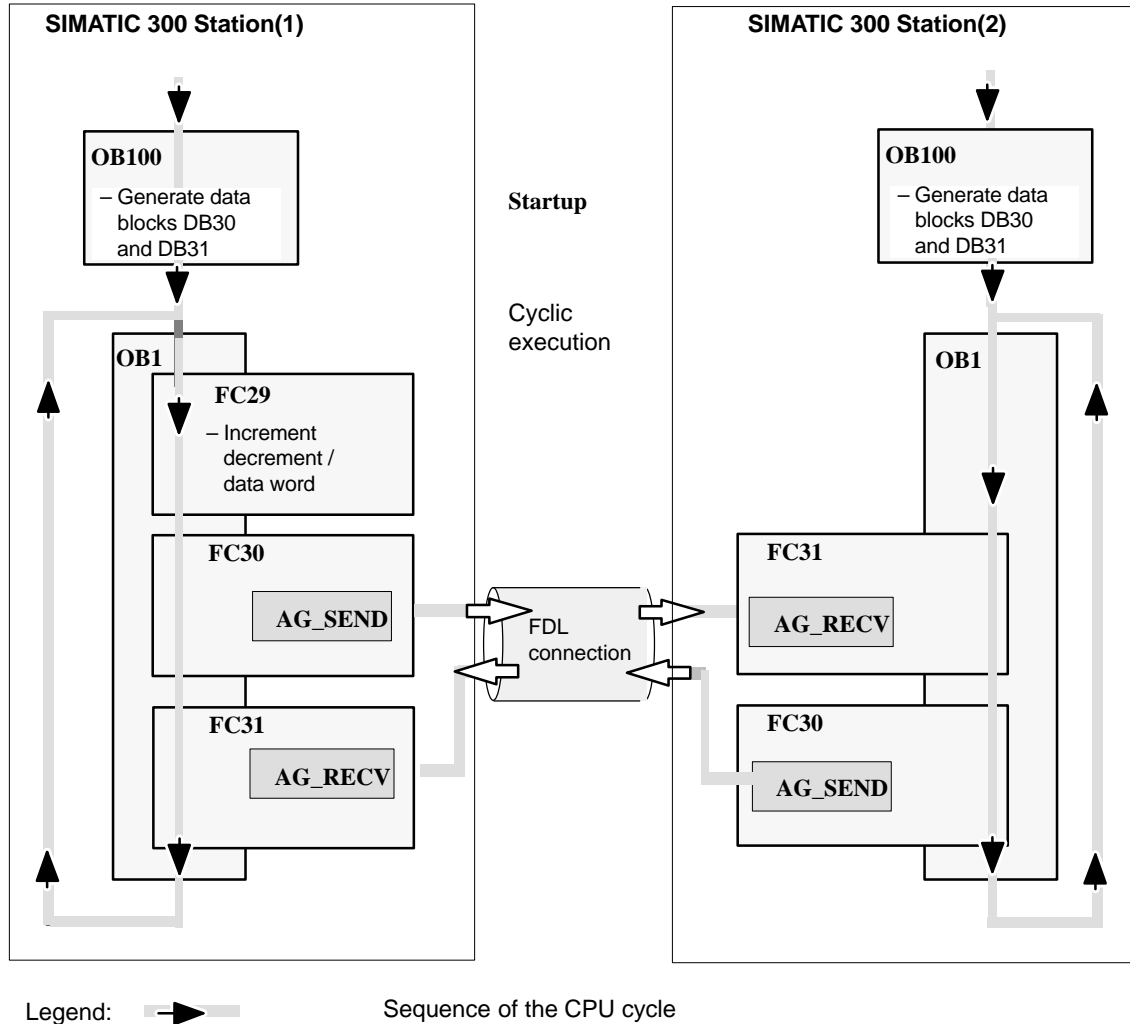 SIMATIC 300 Station(1)
SIMATIC 300 Station(2)
OB100
– Generate data
blocks DB30
and DB31
Startup
OB100
– Generate data
blocks DB30
and DB31
Cyclic
execution
OB1
FC29
– Increment
decrement /
data word
FC30
AG_SEND
FC31
AG_RECV
FDL
connection
OB1
FC31
AG_RECV
FC30
AG_SEND
Legend:
Sequence of the CPU cycle